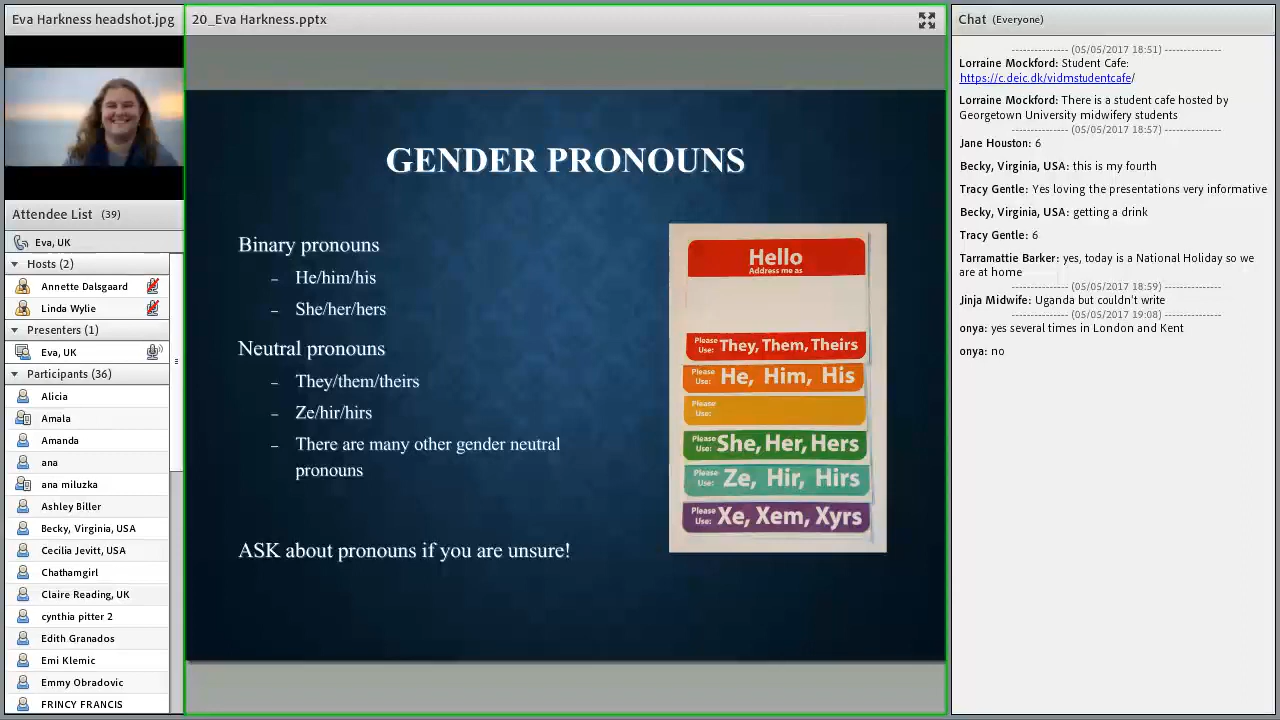 Eva Harkness headshot.jpg
20_Eva Harkness.pptx
Chat (Everyone)
Attendee List (39)
Eva, UK
Hosts (2)
Annette Dalsgaard
Linda Wylie
Presenters (1)
Eva, UK
Participants (36)
Alicia
Amala
Amanda
ana
ana miluzka
Ashley Biller
Becky, Virginia, USA
Cecilia Jevitt, USA
Chathamgirl
Claire Reading, UK
cynthia pitter 2
Edith Granados
Emi Klemic
Emmy Obradovic
FRINCY FRANCIS
GENDER PRONOUNS
Binary pronouns
– He/him/his
– She/her/hers
Neutral pronouns
– They/them/theirs
– Ze/hir/hirs
– There are many other gender neutral
pronouns
ASK about pronouns if you are unsure!
Hello
Address me as
Please Use: They, Them, Theirs
Please Use: He, Him, His
Please Use:
Please Use: She, Her, Hers
Please Use: Ze, Hir, Hirs
Please Use: Xe, Xem, Xyrs
--------------- (05/05/2017 18:51) ---------------
Lorraine Mockford: Student Cafe:
https://c.deic.dk/vidmstudentcafe/
Lorraine Mockford: There is a student cafe hosted by
Georgetown University midwifery students
--------------- (05/05/2017 18:57) ---------------
Jane Houston: 6
Becky, Virginia, USA: this is my fourth
Tracy Gentle: Yes loving the presentations very informative
Becky, Virginia, USA: getting a drink
Tracy Gentle: 6
Tarramattie Barker: yes, today is a National Holiday so we
are at home
--------------- (05/05/2017 18:59) ---------------
Jinja Midwife: Uganda but couldn't write
--------------- (05/05/2017 19:08) ---------------
onya: yes several times in London and Kent
onya: no